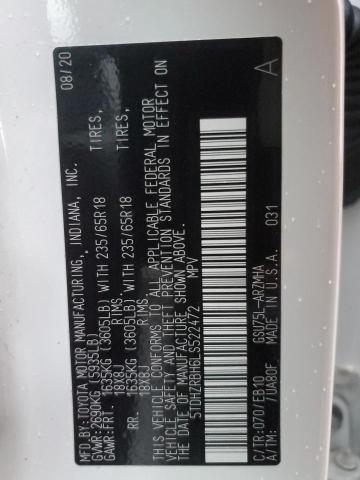 MFD. BY: TOYOTA MOTOR MANUFACTURING, INDIANA, INC. 08/20
GVWR: 2690KG (5935LB)
GAWR: FRT. 1635KG (3605LB) WITH 235/65R18 TIRES,
18X8J RIMS
RR. 1635KG (3605LB) WITH 235/65R18 TIRES,
18X8J RIMS
THIS VEHICLE CONFORMS TO ALL APPLICABLE FEDERAL MOTOR
VEHICLE SAFETY AND THEFT PREVENTION STANDARDS IN EFFECT ON
THE DATE OF MANUFACTURE SHOWN ABOVE.
5TDHZRBH6LS522472 MPV A
C/TR:070/EB10 GSU75L-ARZMHA
A/TM: /UA80F MADE IN U.S.A. 031